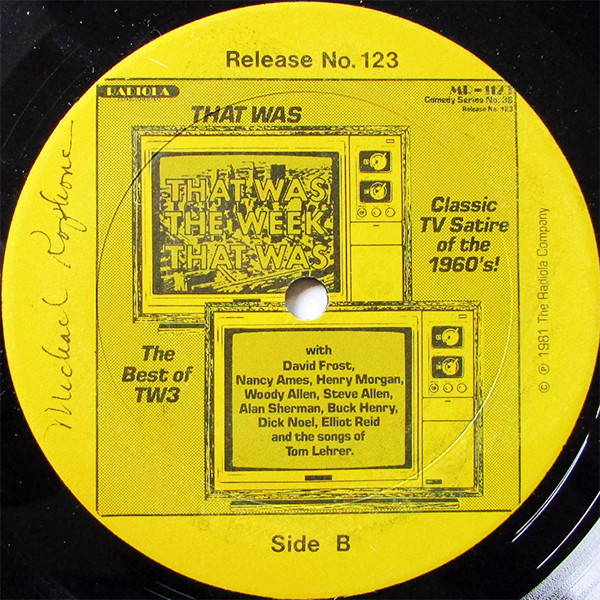 Release No. 123
RADIOLA
MR-1123
Comedy Series No. 38
Release No. 123
THAT WAS
THAT WAS
THE WEEK
THAT WAS
Classic
TV Satire
of the
1960's!
© ℗ 1981 The Radiola Company
Michael
The
Best of
TW3
with
David Frost,
Nancy Ames, Henry Morgan,
Woody Allen, Steve Allen,
Alan Sherman, Buck Henry,
Dick Noel, Elliot Reid
and the songs of
Tom Lehrer.
Side B